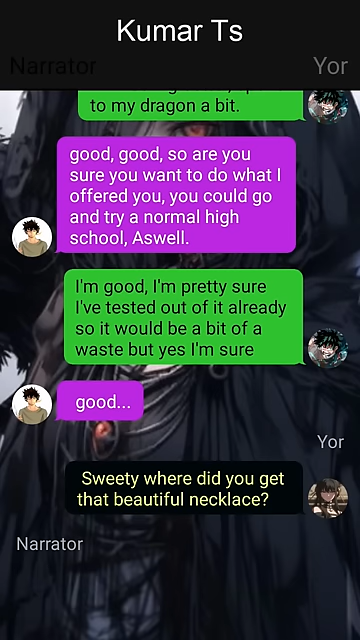 Kumar Ts
Narrator
Yor
to my dragon a bit.
good, good, so are you
sure you want to do what I
offered you, you could go
and try a normal high
school, Aswell.
I'm good, I'm pretty sure
I've tested out of it already
so it would be a bit of a
waste but yes I'm sure
good...
Yor
Sweety where did you get
that beautiful necklace?
Narrator